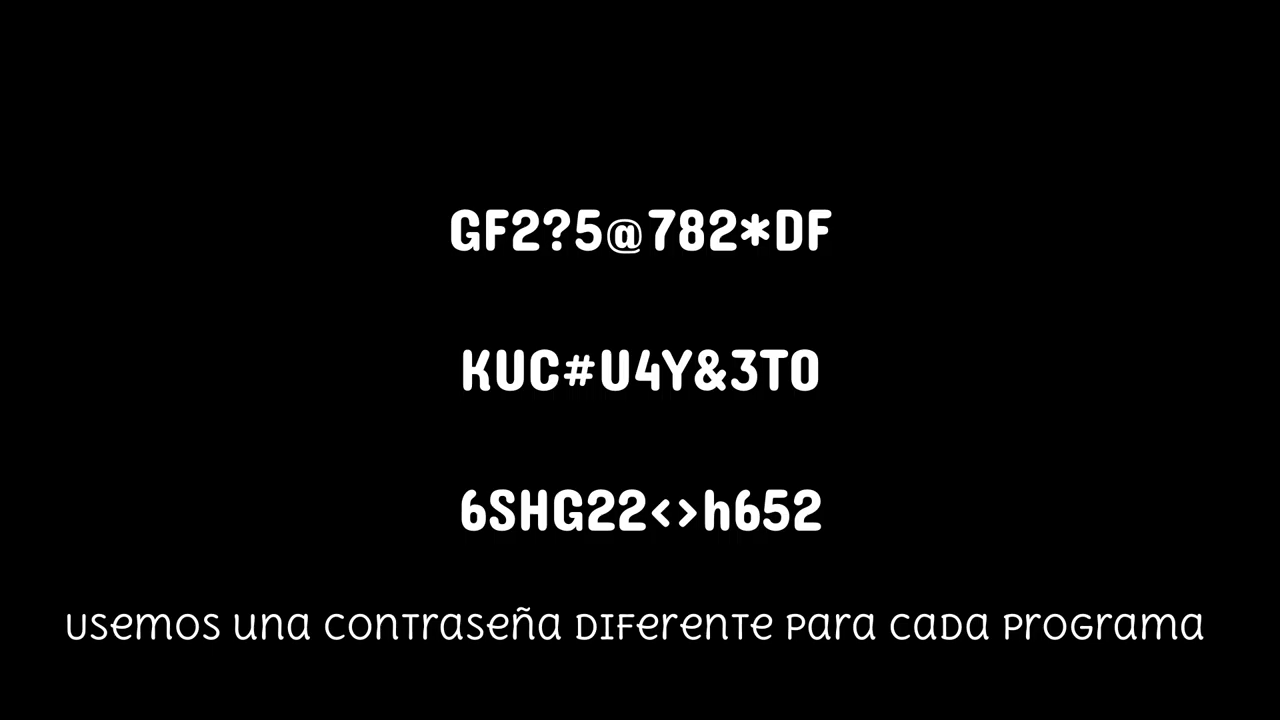 GF2?5@782*DF
KUC#U4Y&3TO
6SHG22<>h652
usemos una contraseña diferente para cada programa